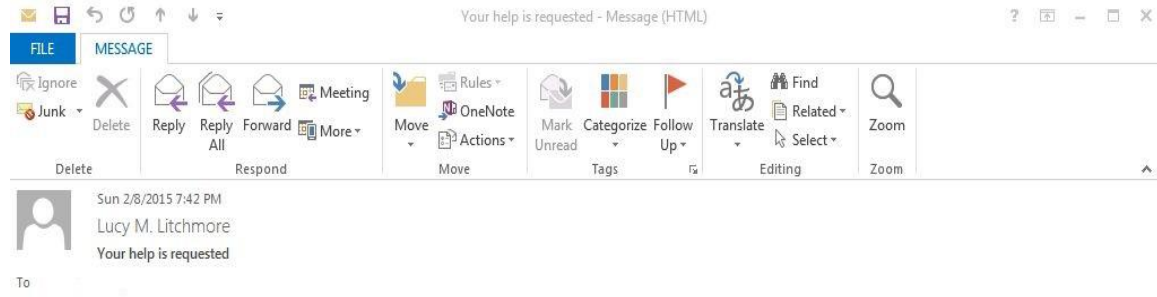 Your help is requested - Message (HTML)
?
FILE MESSAGE
Ignore
Junk
Delete
Reply
Reply All
Forward
Meeting
More
Move
Rules
OneNote
Actions
Mark Unread
Categorize
Follow Up
Translate
Find
Related
Select
Zoom
Delete Respond Move Tags Editing Zoom
Sun 2/8/2015 7:42 PM
Lucy M. Litchmore
Your help is requested
To